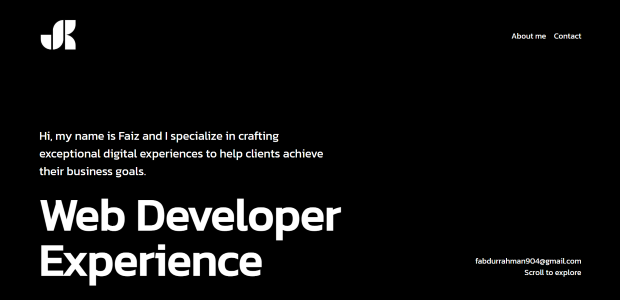 About me Contact
Hi, my name is Faiz and I specialize in crafting
exceptional digital experiences to help clients achieve
their business goals.
Web Developer
Experience
fabdurrahman904@gmail.com
Scroll to explore